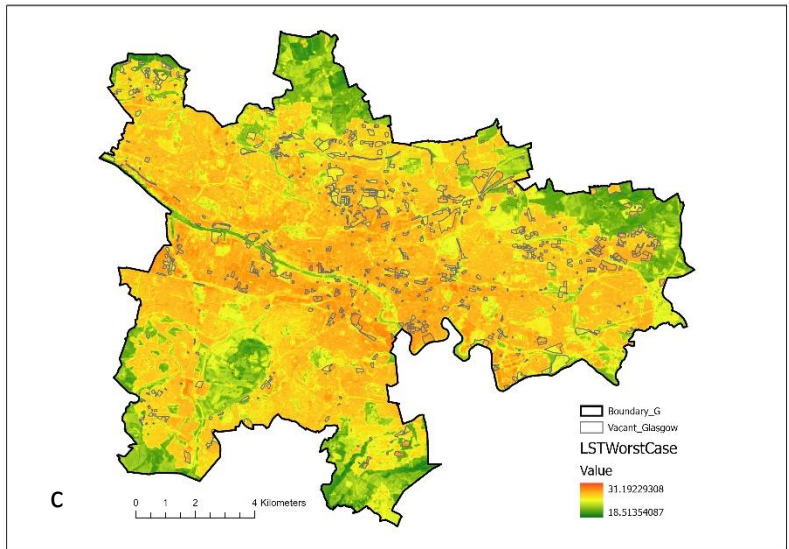 Boundary_G
Vacant_Glasgow
LSTWorstCase
Value
31.19229308
18.51354087
C
0 1 2 4 Kilometers